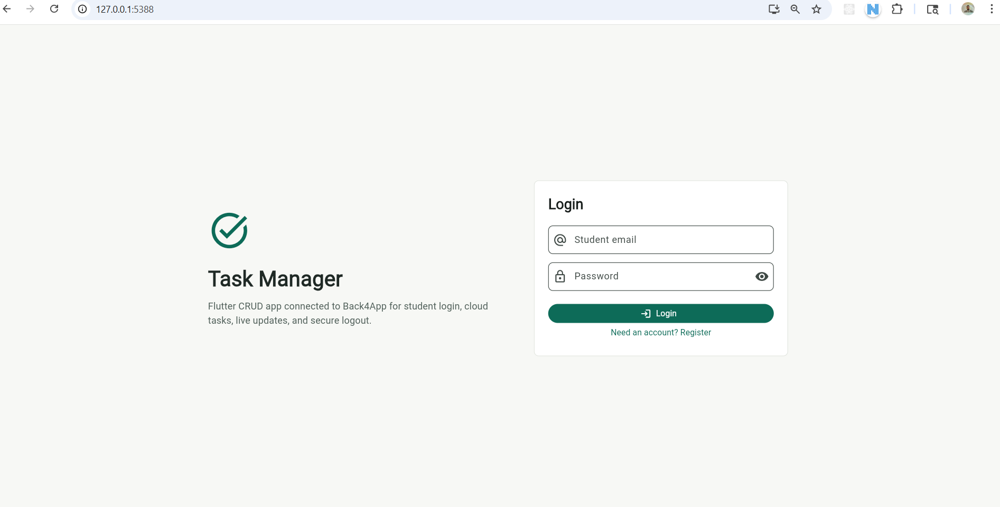 127.0.0.1:5388
Task Manager
Flutter CRUD app connected to Back4App for student login, cloud
tasks, live updates, and secure logout.
Login
Student email
Password
Login
Need an account? Register